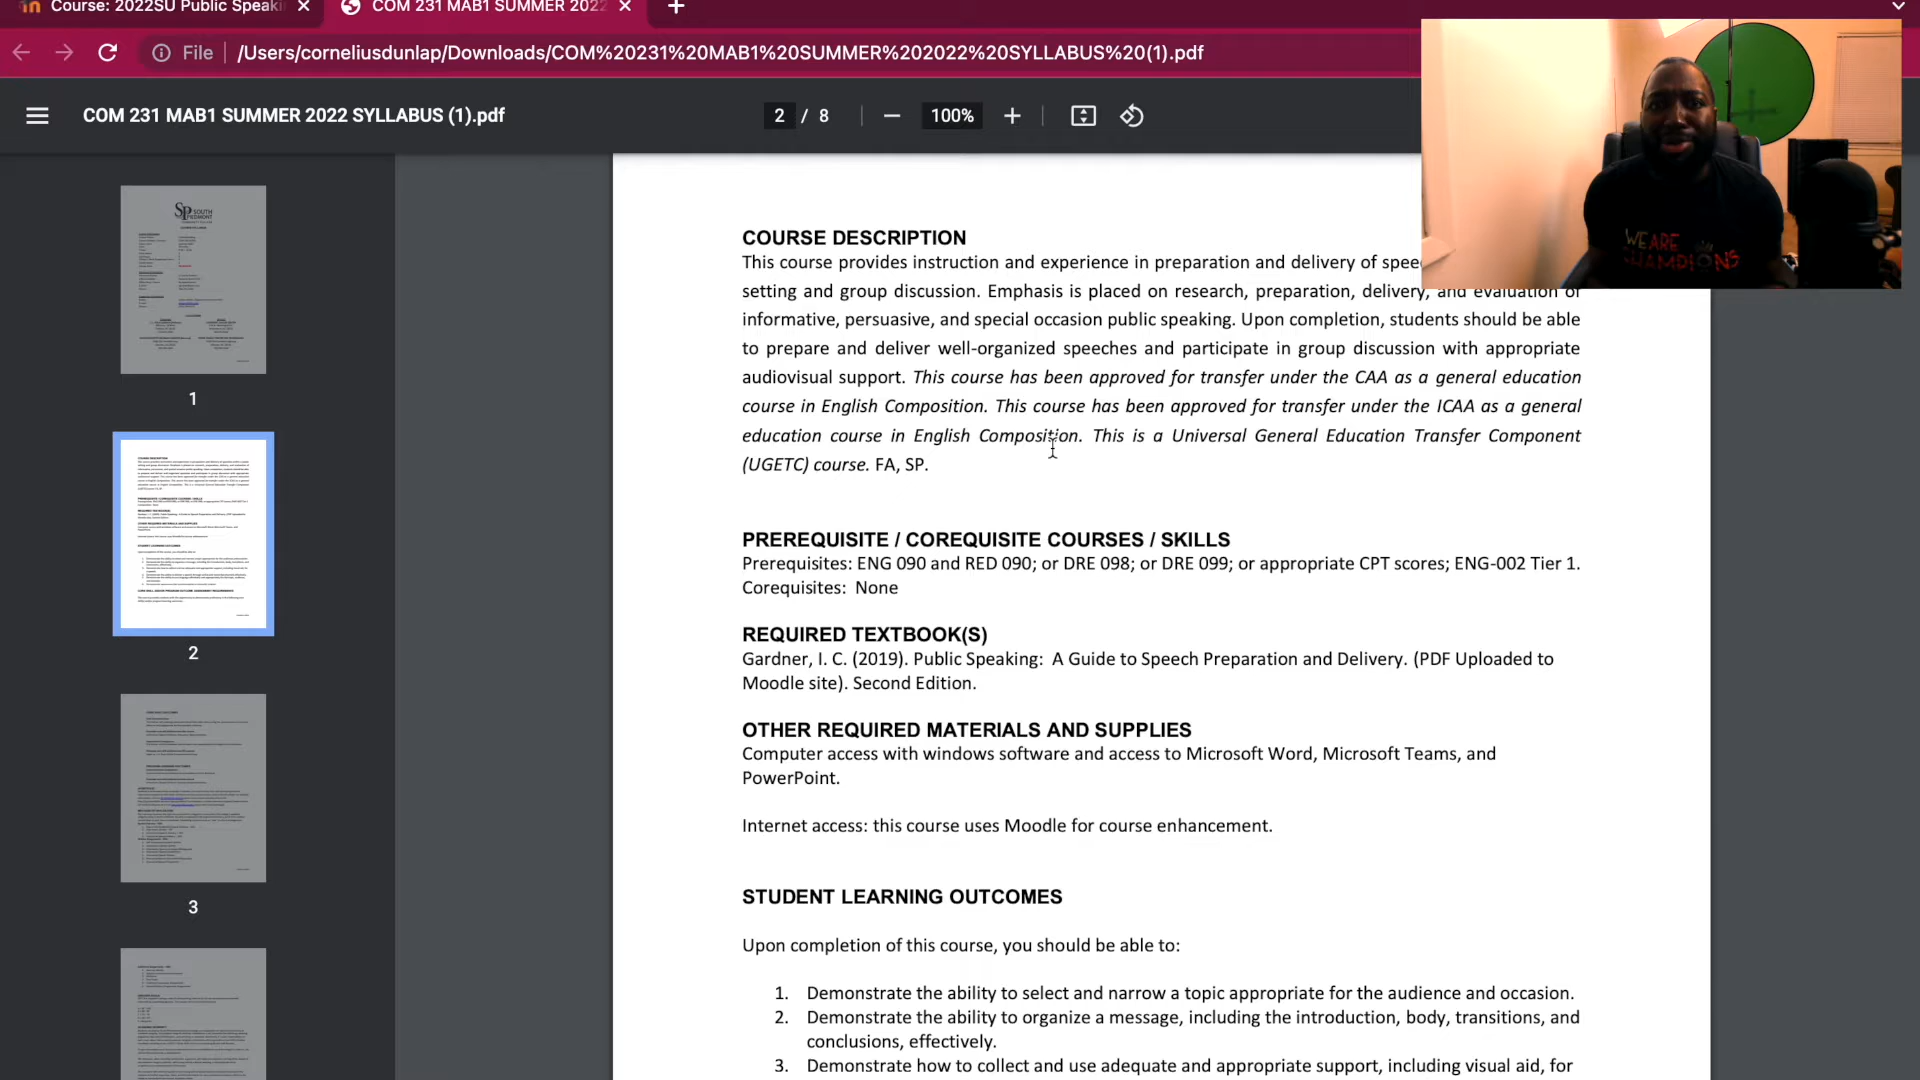 Course: 2022SU Public Speaki
COM 231 MAB1 SUMMER 2022
File
/Users/corneliusdunlap/Downloads/COM%20231%20MAB1%20SUMMER%202022%20SYLLABUS%20(1).pdf
COM 231 MAB1 SUMMER 2022 SYLLABUS (1).pdf
2 / 8
100%
WE ARE
CHAMPIONS
SP SOUTH
PIEDMONT
1
2
3
COURSE DESCRIPTION
This course provides instruction and experience in preparation and delivery of spee
setting and group discussion. Emphasis is placed on research, preparation, delivery, and evaluation of
informative, persuasive, and special occasion public speaking. Upon completion, students should be able
to prepare and deliver well-organized speeches and participate in group discussion with appropriate
audiovisual support. This course has been approved for transfer under the CAA as a general education
course in English Composition. This course has been approved for transfer under the ICAA as a general
education course in English Composition. This is a Universal General Education Transfer Component
(UGETC) course. FA, SP.
PREREQUISITE / COREQUISITE COURSES / SKILLS
Prerequisites: ENG 090 and RED 090; or DRE 098; or DRE 099; or appropriate CPT scores; ENG-002 Tier 1.
Corequisites: None
REQUIRED TEXTBOOK(S)
Gardner, I. C. (2019). Public Speaking: A Guide to Speech Preparation and Delivery. (PDF Uploaded to
Moodle site). Second Edition.
OTHER REQUIRED MATERIALS AND SUPPLIES
Computer access with windows software and access to Microsoft Word, Microsoft Teams, and
PowerPoint.
Internet access: this course uses Moodle for course enhancement.
STUDENT LEARNING OUTCOMES
Upon completion of this course, you should be able to:
1. Demonstrate the ability to select and narrow a topic appropriate for the audience and occasion.
2. Demonstrate the ability to organize a message, including the introduction, body, transitions, and
conclusions, effectively.
3. Demonstrate how to collect and use adequate and appropriate support, including visual aid, for